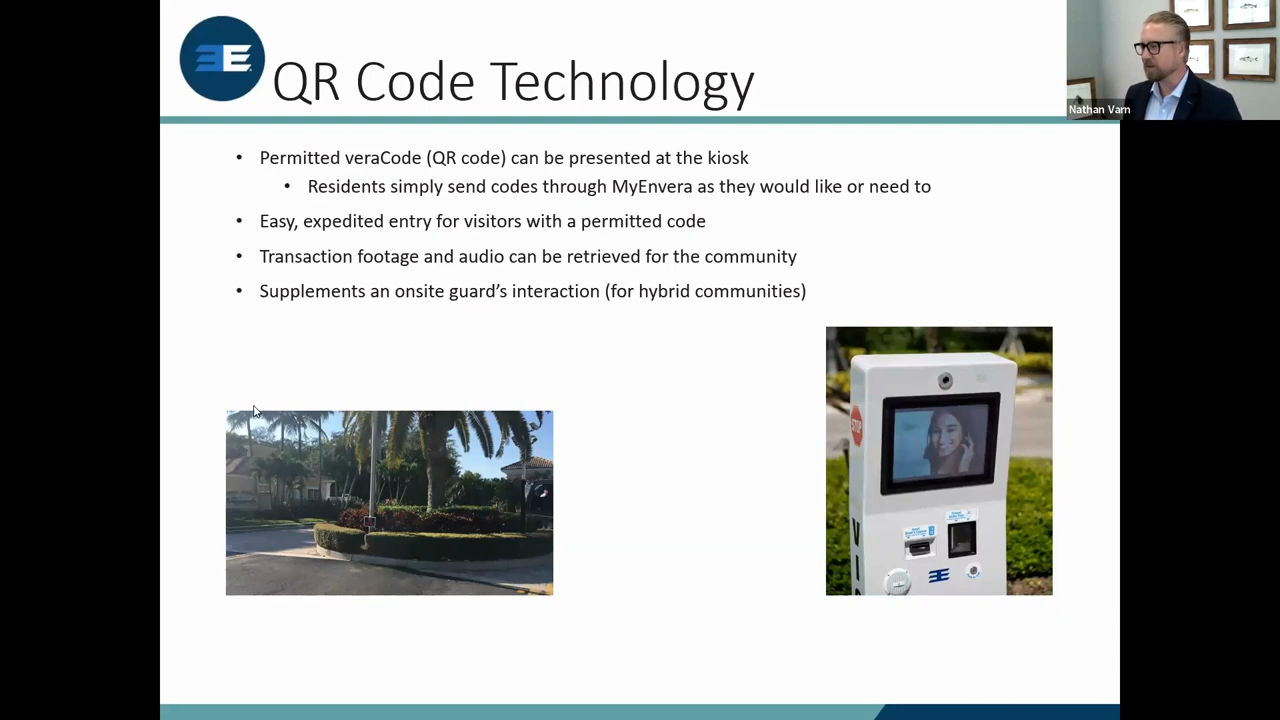 QR Code Technology
Nathan Varn
• Permitted veraCode (QR code) can be presented at the kiosk
• Residents simply send codes through MyEnvera as they would like or need to
• Easy, expedited entry for visitors with a permitted code
• Transaction footage and audio can be retrieved for the community
• Supplements an onsite guard’s interaction (for hybrid communities)
STOP